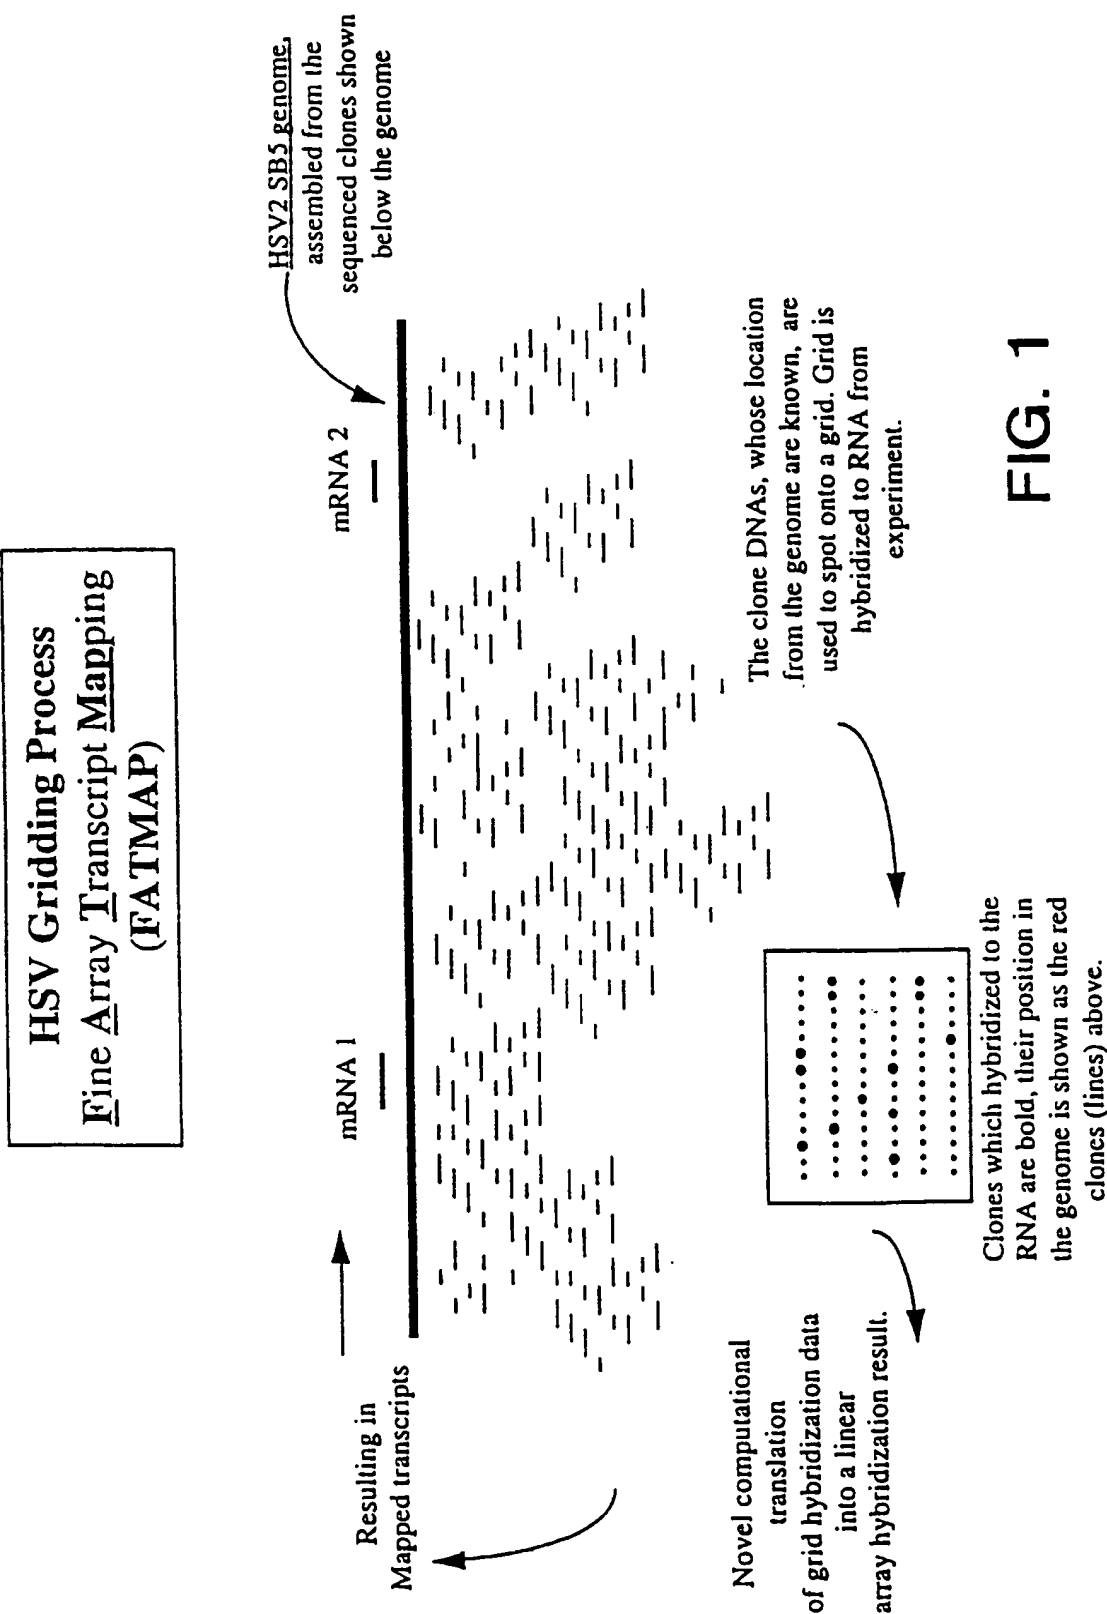 HSV Gridding Process
Fine Array Transcript Mapping
(FATMAP)
HSV2 SB5 genome,
assembled from the
sequenced clones shown
below the genome
mRNA 1
mRNA 2
Resulting in
Mapped transcripts
The clone DNAs, whose location
from the genome are known, are
used to spot onto a grid. Grid is
hybridized to RNA from
experiment.
Clones which hybridized to the
RNA are bold, their position in
the genome is shown as the red
clones (lines) above.
Novel computational
translation
of grid hybridization data
into a linear
array hybridization result.
FIG. 1